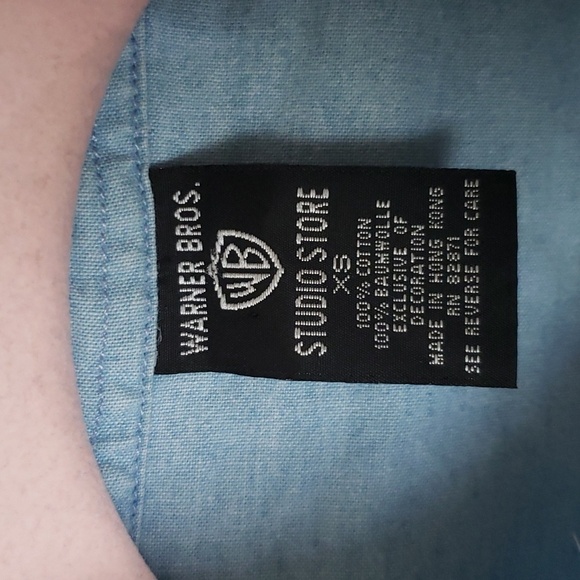 WARNER BROS.
WB
STUDIO STORE
XS
100% COTTON
100% BAUMWOLLE
EXCLUSIVE OF
DECORATION
MADE IN HONG KONG
RN 82871
SEE REVERSE FOR CARE